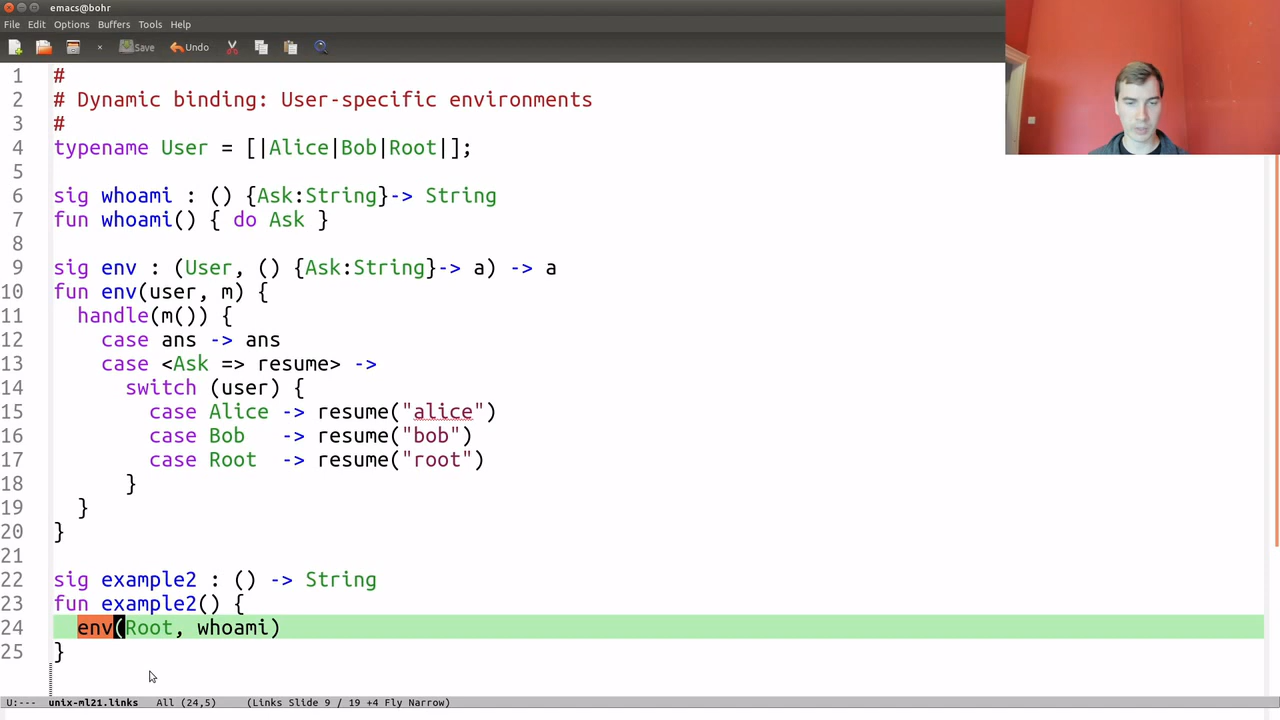 emacs@bohr
File Edit Options Buffers Tools Help
Save Undo
1 #
2 # Dynamic binding: User-specific environments
3 #
4 typename User = [|Alice|Bob|Root|];
5
6 sig whoami : () {Ask:String}-> String
7 fun whoami() { do Ask }
8
9 sig env : (User, () {Ask:String}-> a) -> a
10 fun env(user, m) {
11 handle(m()) {
12 case ans -> ans
13 case <Ask => resume> ->
14 switch (user) {
15 case Alice -> resume("alice")
16 case Bob -> resume("bob")
17 case Root -> resume("root")
18 }
19 }
20 }
21
22 sig example2 : () -> String
23 fun example2() {
24 env(Root, whoami)
25 }
U:--- unix-ml21.links All (24,5) (Links Slide 9 / 19 +4 Fly Narrow)